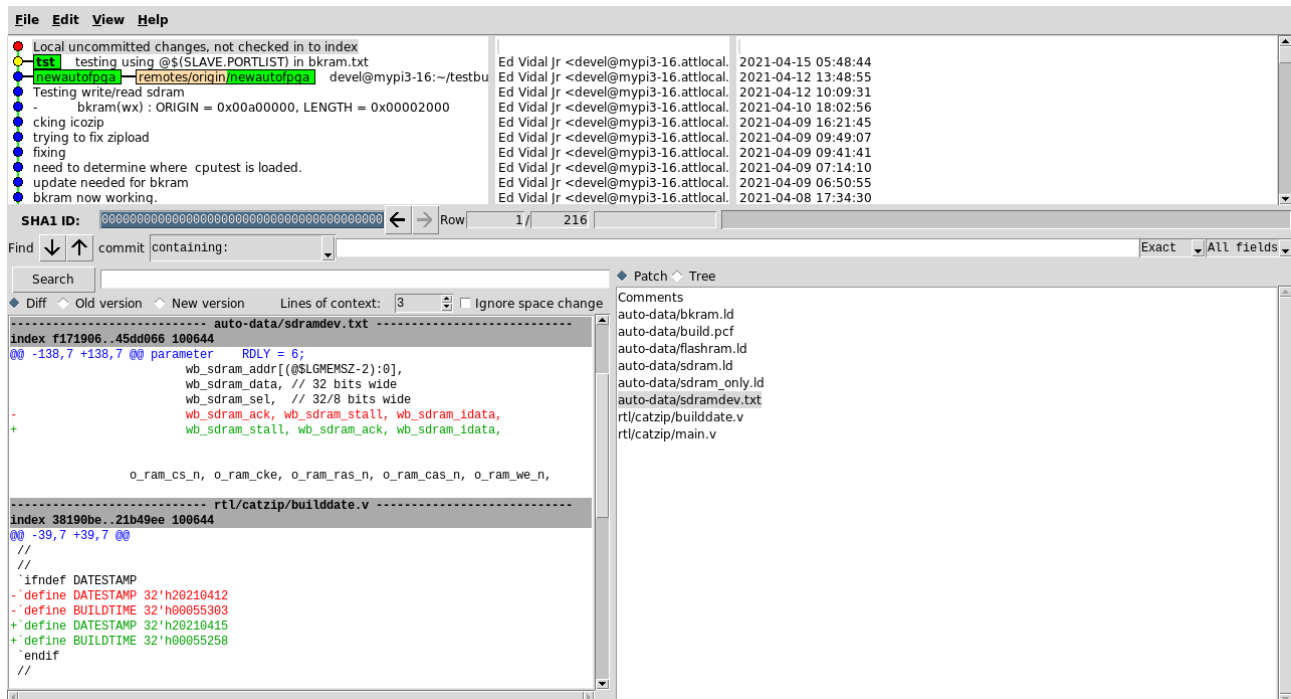 File Edit View Help
Local uncommitted changes, not checked in to index
tst testing using @$(SLAVE.PORTLIST) in bkram.txt Ed Vidal Jr <devel@mypi3-16.attlocal. 2021-04-15 05:48:44
newautofpga remotes/origin/newautofpga devel@mypi3-16:~/testbu Ed Vidal Jr <devel@mypi3-16.attlocal. 2021-04-12 13:48:55
Testing write/read sdram Ed Vidal Jr <devel@mypi3-16.attlocal. 2021-04-12 10:09:31
- bkram(wx) : ORIGIN = 0x00a00000, LENGTH = 0x00002000 Ed Vidal Jr <devel@mypi3-16.attlocal. 2021-04-10 18:02:56
cking icozip Ed Vidal Jr <devel@mypi3-16.attlocal. 2021-04-09 16:21:45
trying to fix zipload Ed Vidal Jr <devel@mypi3-16.attlocal. 2021-04-09 09:49:07
fixing Ed Vidal Jr <devel@mypi3-16.attlocal. 2021-04-09 09:41:41
need to determine where cputest is loaded. Ed Vidal Jr <devel@mypi3-16.attlocal. 2021-04-09 07:14:10
update needed for bkram Ed Vidal Jr <devel@mypi3-16.attlocal. 2021-04-09 06:50:55
bkram now working. Ed Vidal Jr <devel@mypi3-16.attlocal. 2021-04-08 17:34:30
SHA1 ID: 0000000000000000000000000000000000000000 ← → Row 1 / 216
Find ↓ ↑ commit containing: Exact All fields
Search
Diff Old version New version Lines of context: 3 Ignore space change
---------------------------- auto-data/sdramdev.txt ----------------------------
index f171906..45dd066 100644
@@ -138,7 +138,7 @@ parameter RDLY = 6;
wb_sdram_addr[(@$LGMEMSZ-2):0],
wb_sdram_data, // 32 bits wide
wb_sdram_sel, // 32/8 bits wide
- wb_sdram_ack, wb_sdram_stall, wb_sdram_idata,
+ wb_sdram_stall, wb_sdram_ack, wb_sdram_idata,
o_ram_cs_n, o_ram_cke, o_ram_ras_n, o_ram_cas_n, o_ram_we_n,
---------------------------- rtl/catzip/builddate.v ----------------------------
index 38190be..21b49ee 100644
@@ -39,7 +39,7 @@
//
//
`ifndef DATESTAMP
-`define DATESTAMP 32'h20210412
-`define BUILDTIME 32'h00055303
+`define DATESTAMP 32'h20210415
+`define BUILDTIME 32'h00055258
`endif
//
Patch Tree
Comments
auto-data/bkram.ld
auto-data/build.pcf
auto-data/flashram.ld
auto-data/sdram.ld
auto-data/sdram_only.ld
auto-data/sdramdev.txt
rtl/catzip/builddate.v
rtl/catzip/main.v